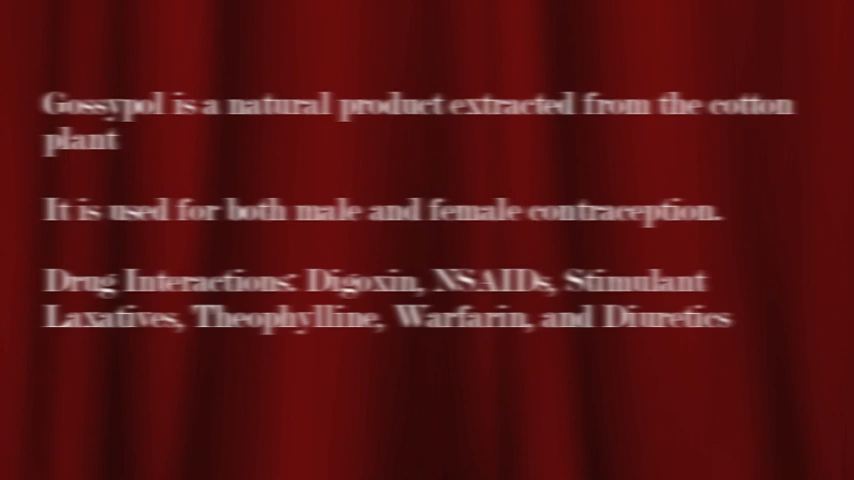 Gossypol is a natural product extracted from the cotton
plant
It is used for both male and female contraception.
Drug Interactions: Digoxin, NSAIDs, Stimulant
Laxatives, Theophylline, Warfarin, and Diuretics